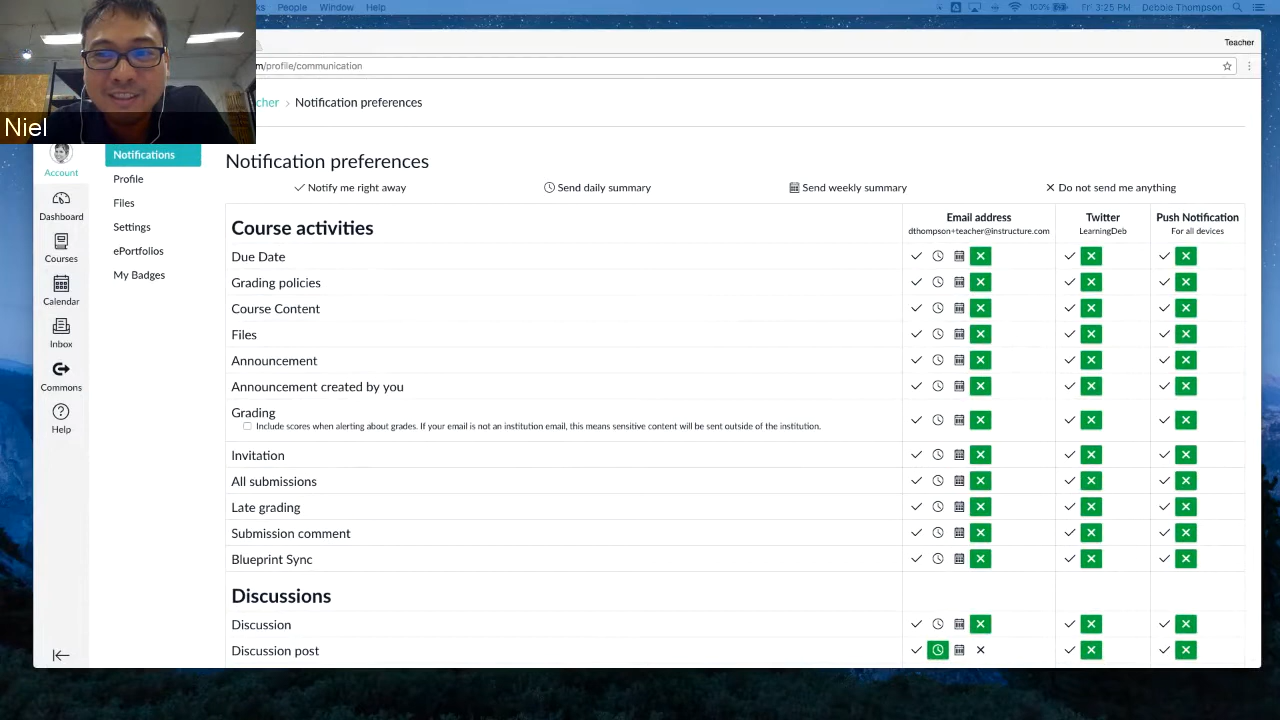 ks People Window Help 100% Fri 3:25 PM Debbie Thompson
Teacher
m/profile/communication
cher > Notification preferences
Niel
Account
Dashboard
Courses
Calendar
Inbox
Commons
Help
Notifications
Profile
Files
Settings
ePortfolios
My Badges
Notification preferences
Notify me right away Send daily summary Send weekly summary Do not send me anything
Course activities
Email address Twitter Push Notification
dthompson+teacher@instructure.com LearningDeb For all devices
Due Date
Grading policies
Course Content
Files
Announcement
Announcement created by you
Grading
Include scores when alerting about grades. If your email is not an institution email, this means sensitive content will be sent outside of the institution.
Invitation
All submissions
Late grading
Submission comment
Blueprint Sync
Discussions
Discussion
Discussion post